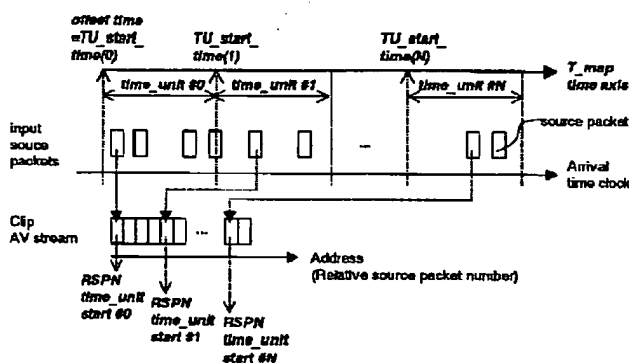 offset time
=TU_start_
time(0)
TU_start_
time(1)
TU_start_
time(N)
T_map
time axis
time_unit #0
time_unit #1
time_unit #N
input
souce
packets
source packet
Arrival
time clock
Clip
AV stream
Address
(Relative source packet number)
RSPN
time_unit
start #0
RSPN
time_unit
start #1
RSPN
time_unit
start #N